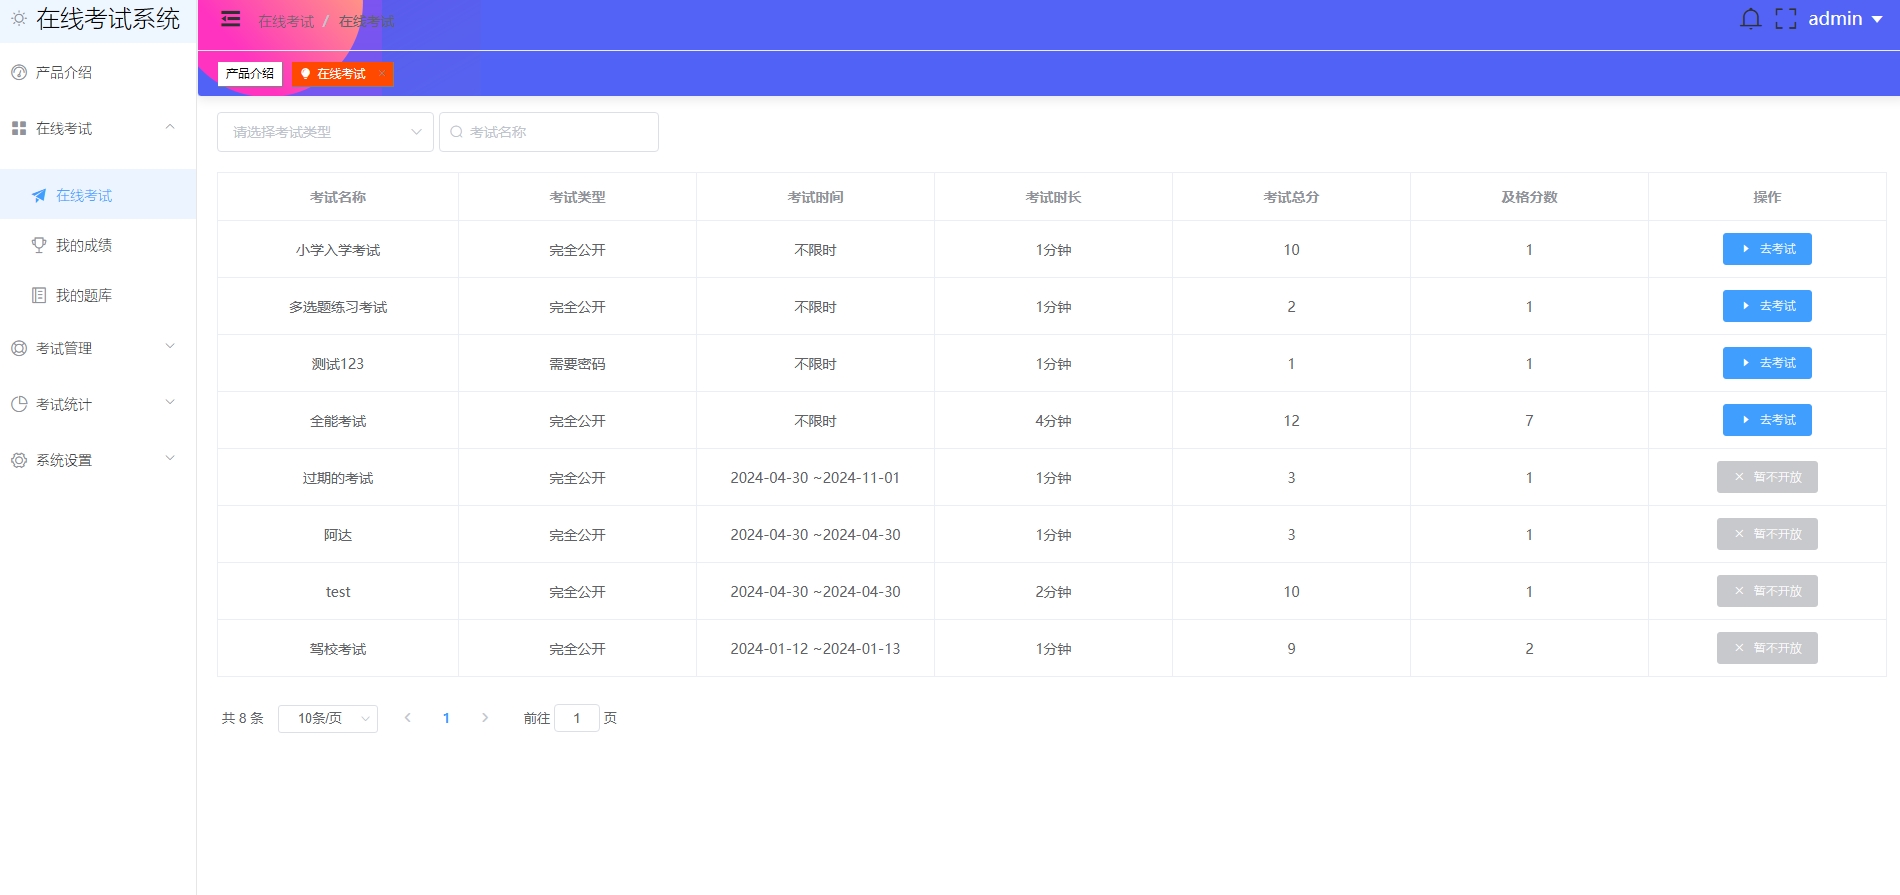 在线考试系统
在线考试 / 在线考试
admin
产品介绍
在线考试
产品介绍
在线考试
在线考试
我的成绩
我的题库
考试管理
考试统计
系统设置
请选择考试类型 考试名称
考试名称 考试类型 考试时间 考试时长 考试总分 及格分数 操作
小学入学考试 完全公开 不限时 1分钟 10 1 去考试
多选题练习考试 完全公开 不限时 1分钟 2 1 去考试
测试123 需要密码 不限时 1分钟 1 1 去考试
全能考试 完全公开 不限时 4分钟 12 7 去考试
过期的考试 完全公开 2024-04-30 ~2024-11-01 1分钟 3 1 暂不开放
阿达 完全公开 2024-04-30 ~2024-04-30 1分钟 3 1 暂不开放
test 完全公开 2024-04-30 ~2024-04-30 2分钟 10 1 暂不开放
驾校考试 完全公开 2024-01-12 ~2024-01-13 1分钟 9 2 暂不开放
共 8 条 10条/页 1 前往 1 页